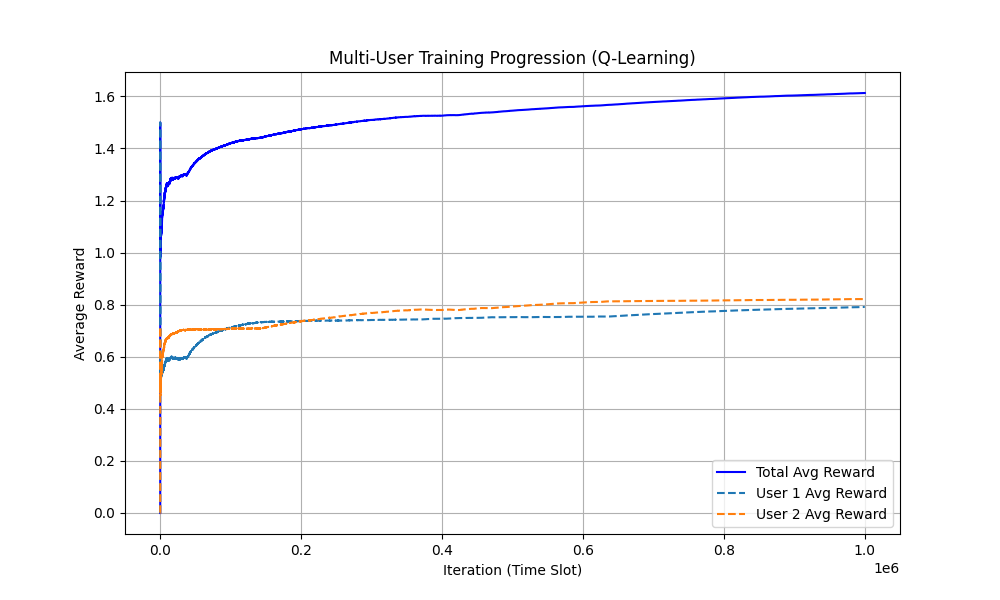 Multi-User Training Progression (Q-Learning)
Average Reward
1.6
1.4
1.2
1.0
0.8
0.6
0.4
0.2
0.0
0.0 0.2 0.4 0.6 0.8 1.0
1e6
Iteration (Time Slot)
Total Avg Reward
User 1 Avg Reward
User 2 Avg Reward